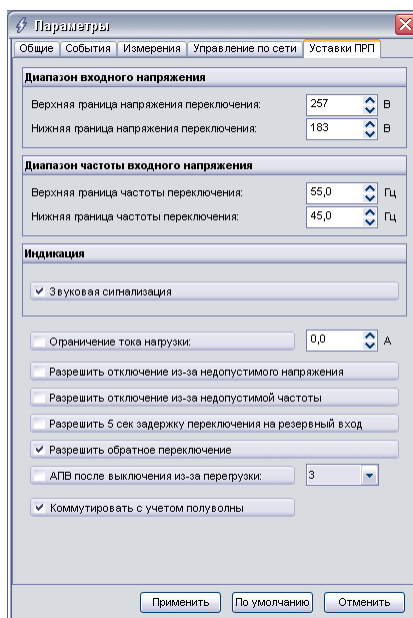 Параметры
Общие События Измерения Управление по сети Уставки ПРП
Диапазон входного напряжения
Верхняя граница напряжения переключения: 257 В
Нижняя граница напряжения переключения: 183 В
Диапазон частоты входного напряжения
Верхняя граница частоты переключения: 55,0 Гц
Нижняя граница частоты переключения: 45,0 Гц
Индикация
Звуковая сигнализация
Ограничение тока нагрузки: 0,0 А
Разрешить отключение из-за недопустимого напряжения
Разрешить отключение из-за недопустимой частоты
Разрешить 5 сек задержку переключения на резервный вход
Разрешить обратное переключение
АПВ после выключения из-за перегрузки: 3
Коммутировать с учетом полуволны
Применить По умолчанию Отменить